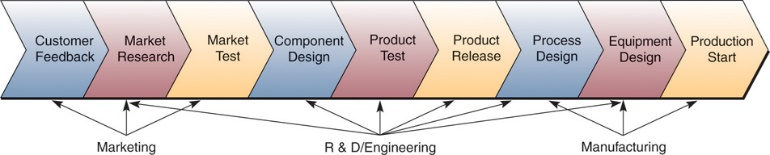 Customer
Feedback
Market
Research
Market
Test
Component
Design
Product
Test
Product
Release
Process
Design
Equipment
Design
Production
Start
Marketing
R & D/Engineering
Manufacturing